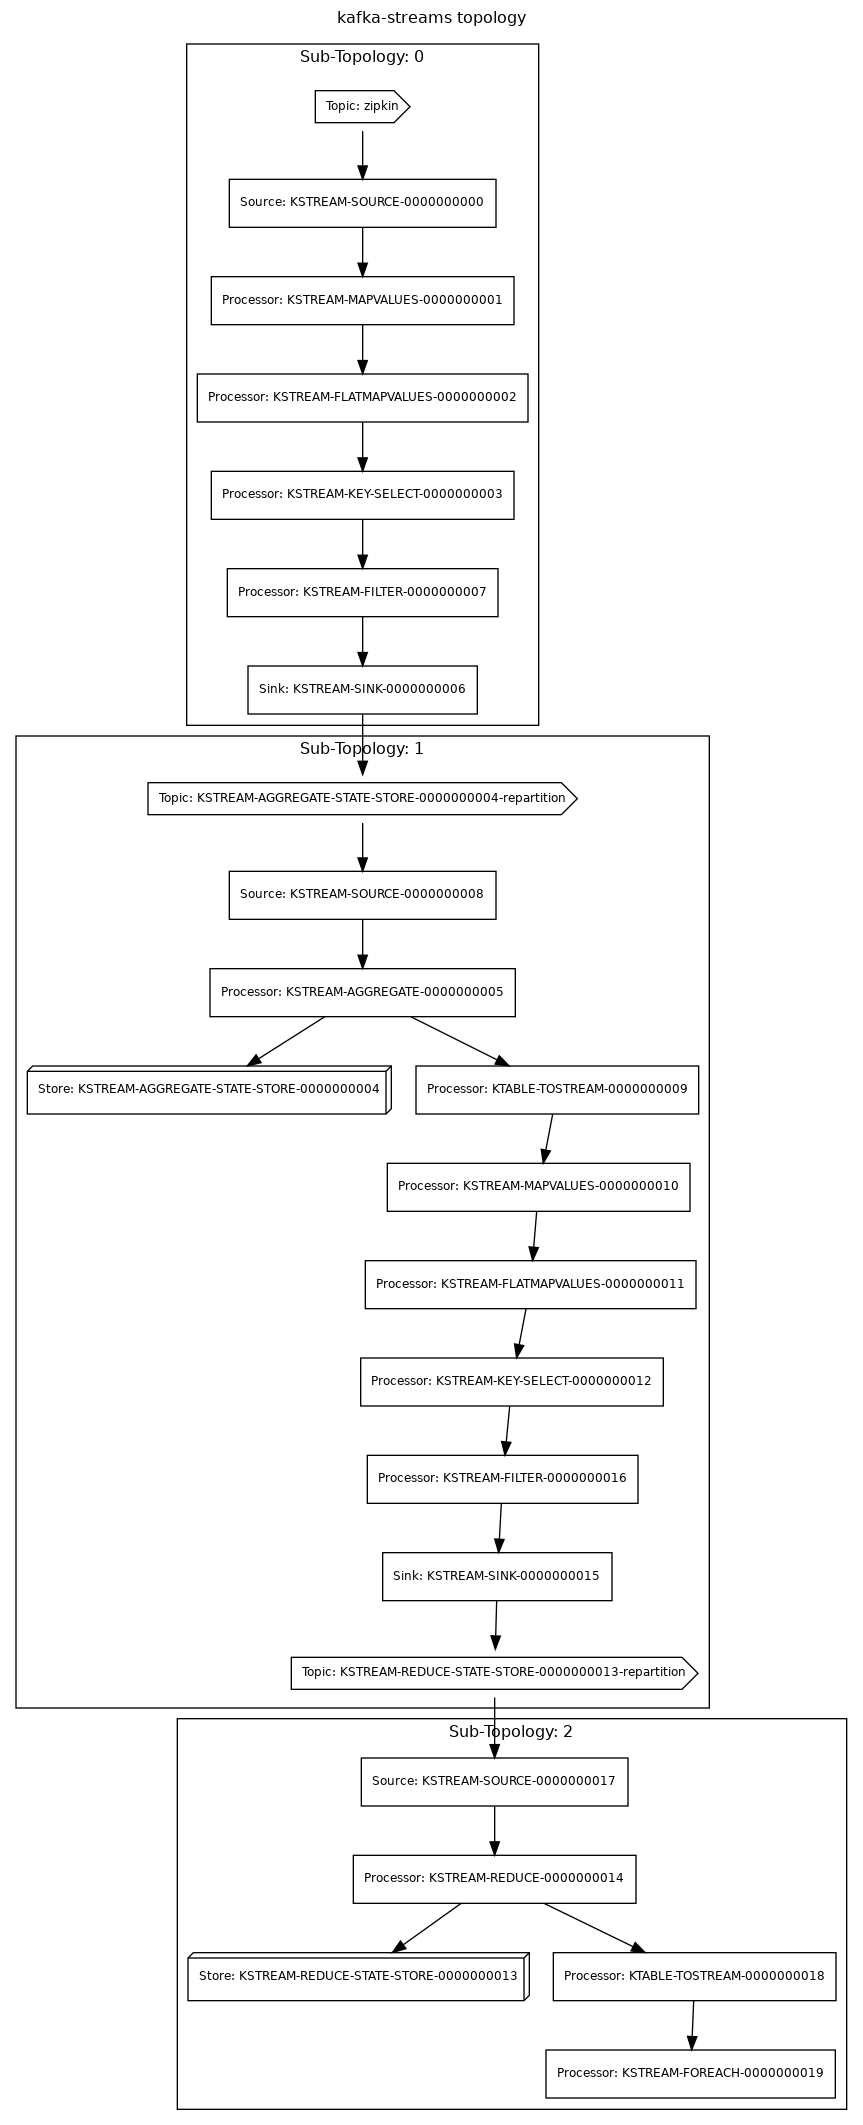 kafka-streams topology
Sub-Topology: 0
Topic: zipkin
Source: KSTREAM-SOURCE-0000000000
Processor: KSTREAM-MAPVALUES-0000000001
Processor: KSTREAM-FLATMAPVALUES-0000000002
Processor: KSTREAM-KEY-SELECT-0000000003
Processor: KSTREAM-FILTER-0000000007
Sink: KSTREAM-SINK-0000000006
Sub-Topology: 1
Topic: KSTREAM-AGGREGATE-STATE-STORE-0000000004-repartition
Source: KSTREAM-SOURCE-0000000008
Processor: KSTREAM-AGGREGATE-0000000005
Store: KSTREAM-AGGREGATE-STATE-STORE-0000000004
Processor: KTABLE-TOSTREAM-0000000009
Processor: KSTREAM-MAPVALUES-0000000010
Processor: KSTREAM-FLATMAPVALUES-0000000011
Processor: KSTREAM-KEY-SELECT-0000000012
Processor: KSTREAM-FILTER-0000000016
Sink: KSTREAM-SINK-0000000015
Topic: KSTREAM-REDUCE-STATE-STORE-0000000013-repartition
Sub-Topology: 2
Source: KSTREAM-SOURCE-0000000017
Processor: KSTREAM-REDUCE-0000000014
Store: KSTREAM-REDUCE-STATE-STORE-0000000013
Processor: KTABLE-TOSTREAM-0000000018
Processor: KSTREAM-FOREACH-0000000019